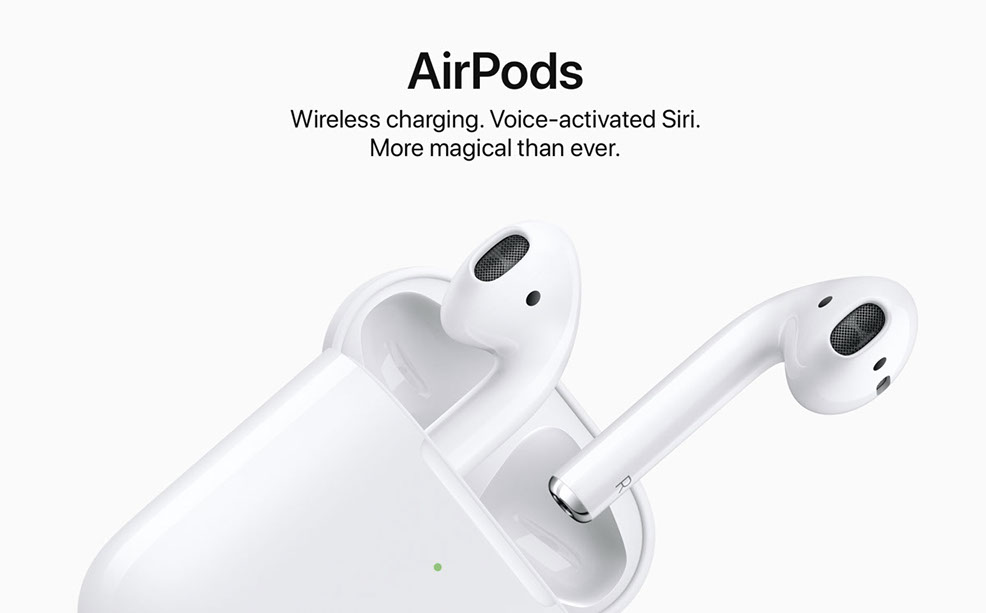 AirPods
Wireless charging. Voice-activated Siri.
More magical than ever.
R